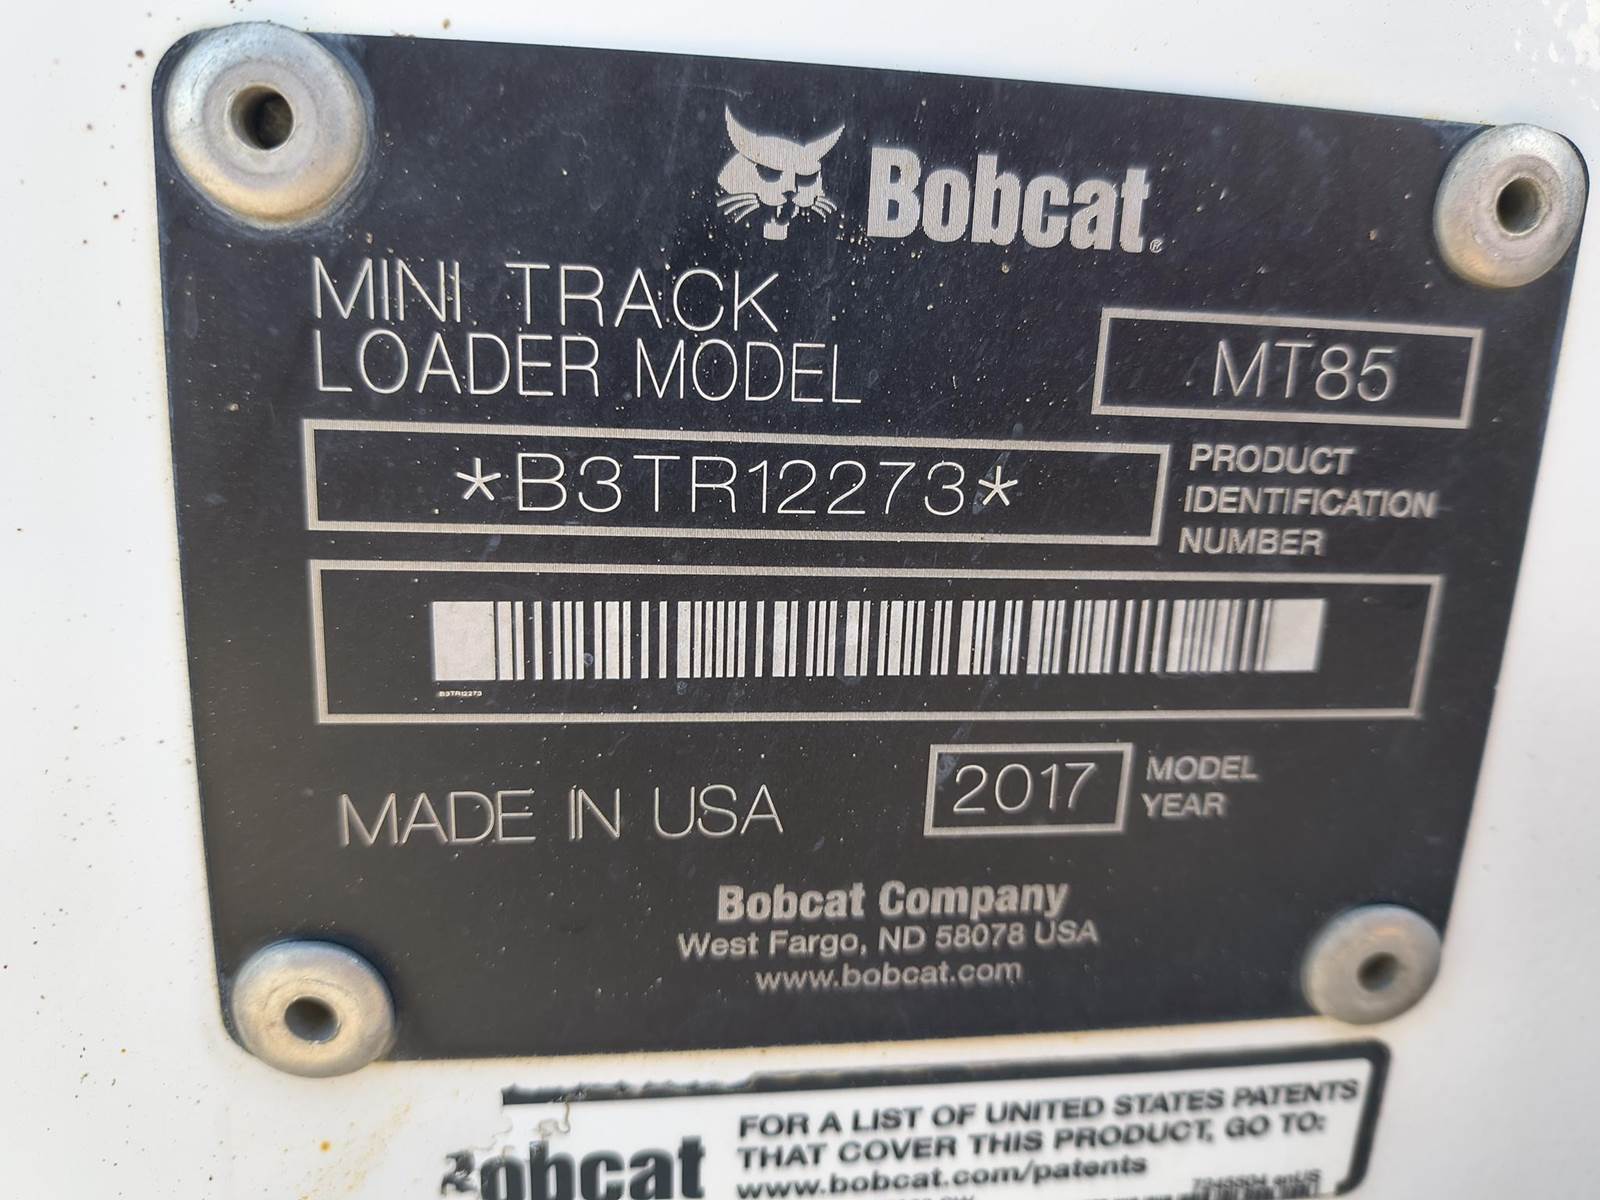 Bobcat®
MINI TRACK
LOADER MODEL
MT85
*B3TR12273*
PRODUCT
IDENTIFICATION
NUMBER
B3TR12273
MADE IN USA
2017
MODEL
YEAR
Bobcat Company
West Fargo, ND 58078 USA
www.bobcat.com
FOR A LIST OF UNITED STATES PATENTS
THAT COVER THIS PRODUCT, GO TO:
obcat
www.bobcat.com/patents